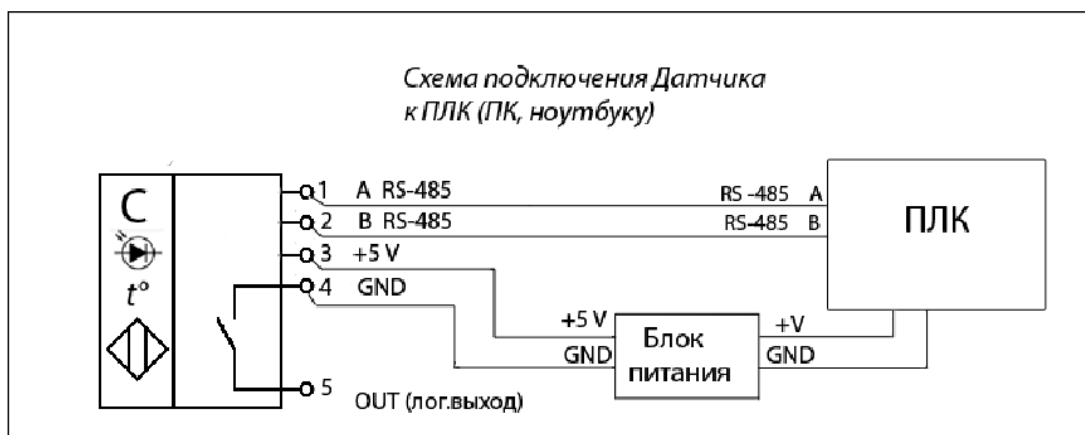 Схема подключения Датчика
к ПЛК (ПК, ноутбуку)
C
t°
1 A RS-485
2 B RS-485
3 +5 V
4 GND
5 OUT (лог.выход)
RS -485 A
RS-485 B
ПЛК
+5 V
GND
Блок
питания
+V
GND